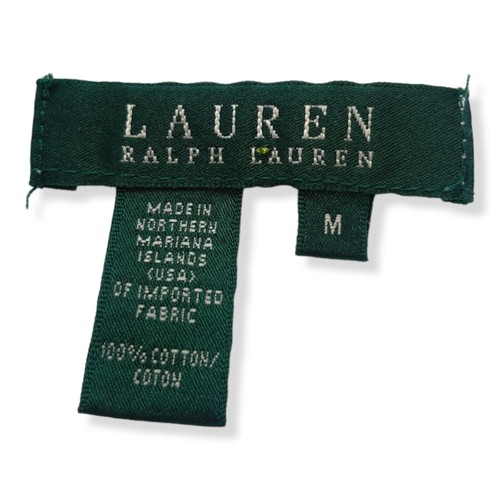 LAUREN
RALPH LAUREN
MADE IN
NORTHERN
MARIANA
ISLANDS
(USA)
OF IMPORTED
FABRIC
100% COTTON/
COTON
M